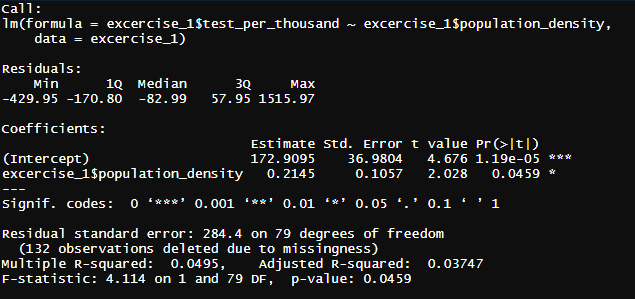 Call:
lm(formula = excercise_1$test_per_thousand ~ excercise_1$population_density,
    data = excercise_1)

Residuals:
    Min      1Q  Median      3Q     Max
-429.95 -170.80  -82.99   57.95 1515.97

Coefficients:
                               Estimate Std. Error t value Pr(>|t|)
(Intercept)                    172.9095    36.9804   4.676 1.19e-05 ***
excercise_1$population_density   0.2145     0.1057   2.028   0.0459 *
---
Signif. codes:  0 ‘***’ 0.001 ‘**’ 0.01 ‘*’ 0.05 ‘.’ 0.1 ‘ ’ 1

Residual standard error: 284.4 on 79 degrees of freedom
  (132 observations deleted due to missingness)
Multiple R-squared:  0.0495,	Adjusted R-squared:  0.03747
F-statistic: 4.114 on 1 and 79 DF,  p-value: 0.0459